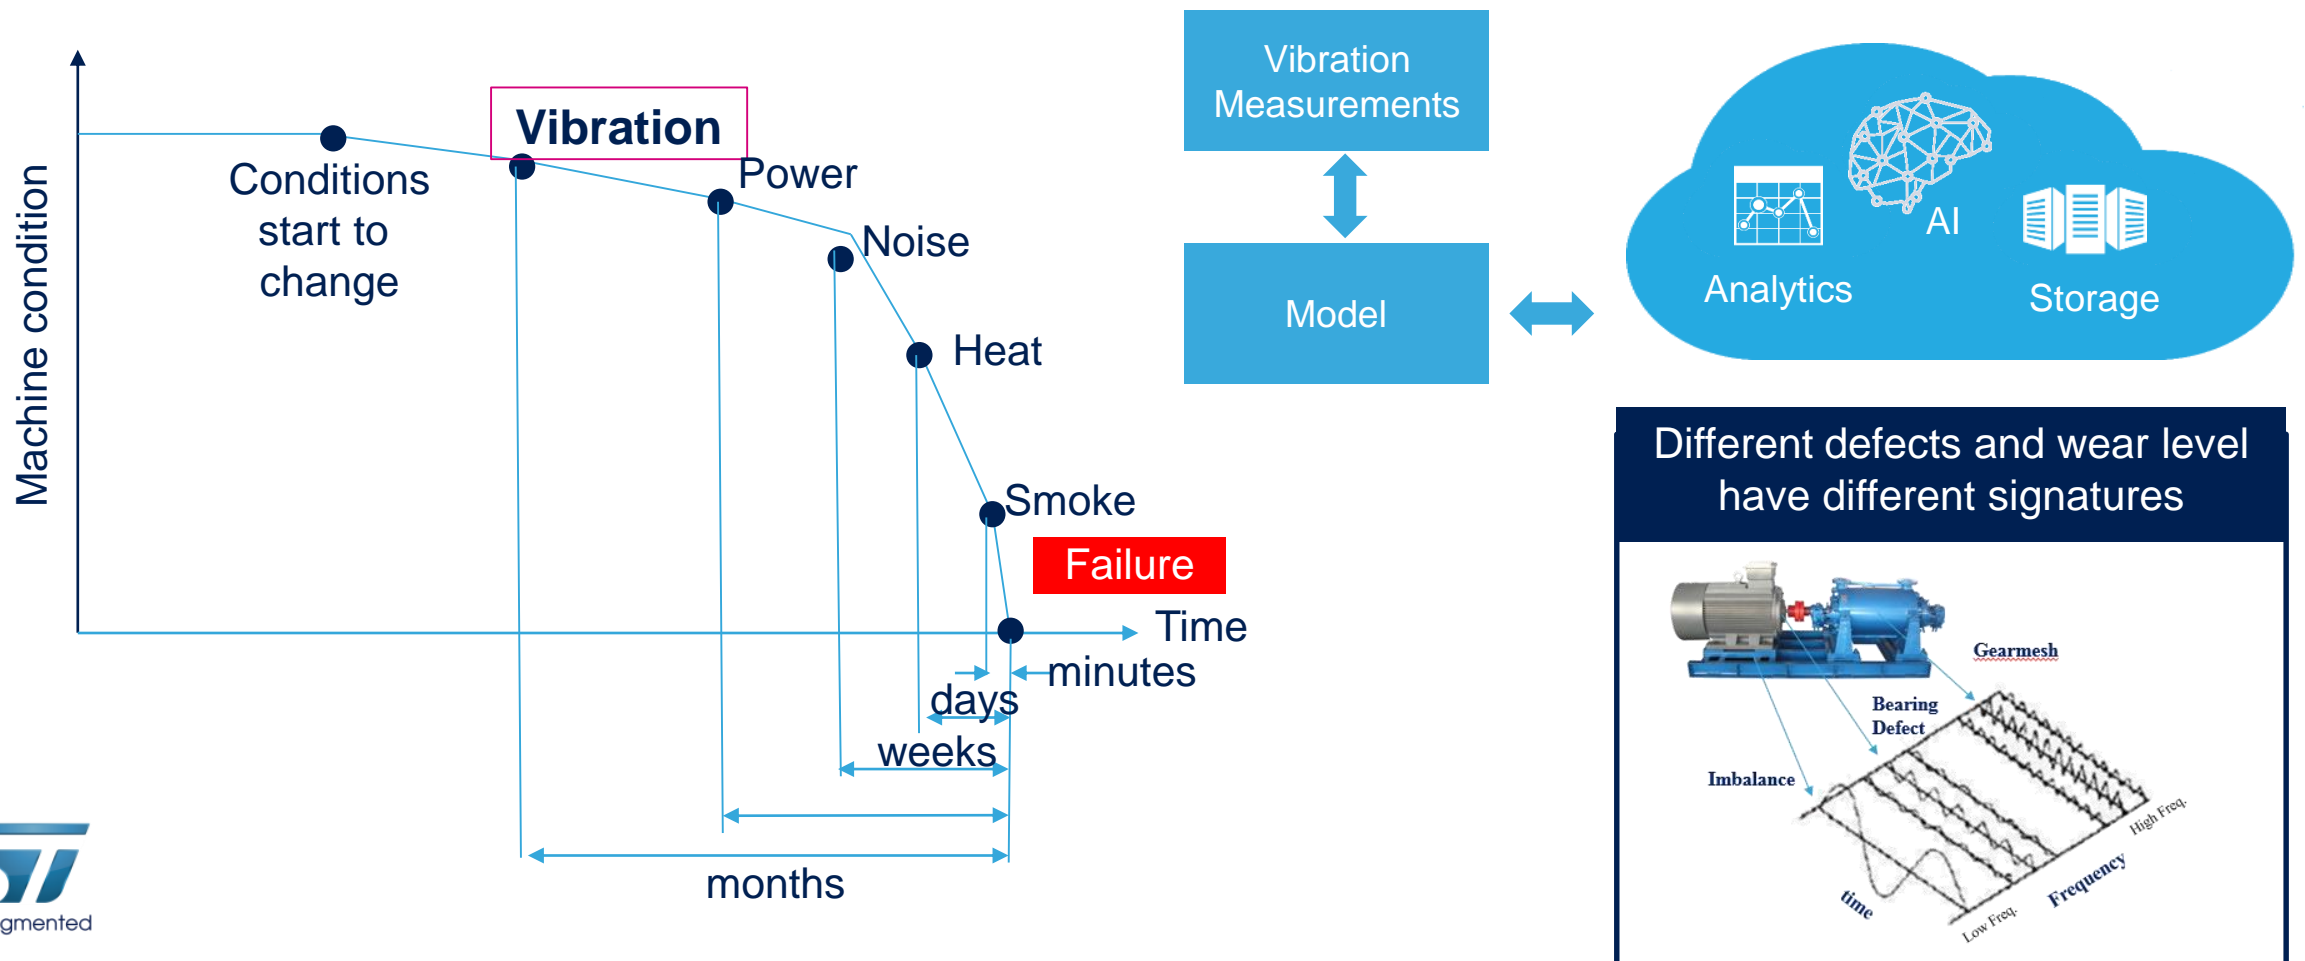 Machine condition
Conditions
start to
change
Vibration
Power
Noise
Heat
Smoke
Failure
Time
minutes
days
weeks
months
Vibration
Measurements
Model
Analytics
AI
Storage
Different defects and wear level
have different signatures
Gearmesh
Bearing
Defect
Imbalance
High Freq.
Frequency
time
Low Freq.
ST
gmented